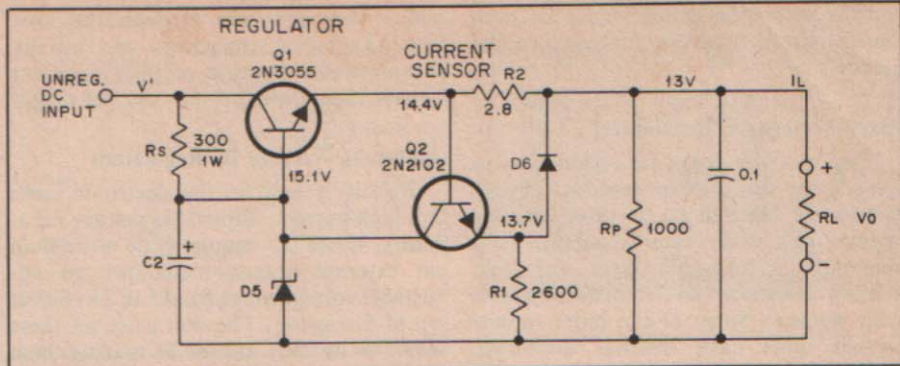 REGULATOR
Q1
2N3055
CURRENT
SENSOR
R2
2.8
UNREG.
DC
INPUT
V'
14.4V
13V
IL
RS
300
1W
Q2
2N2102
D6
0.1
+
15.1V
13.7V
RP
1000
RL
VO
-
C2
+
D5
R1
2600